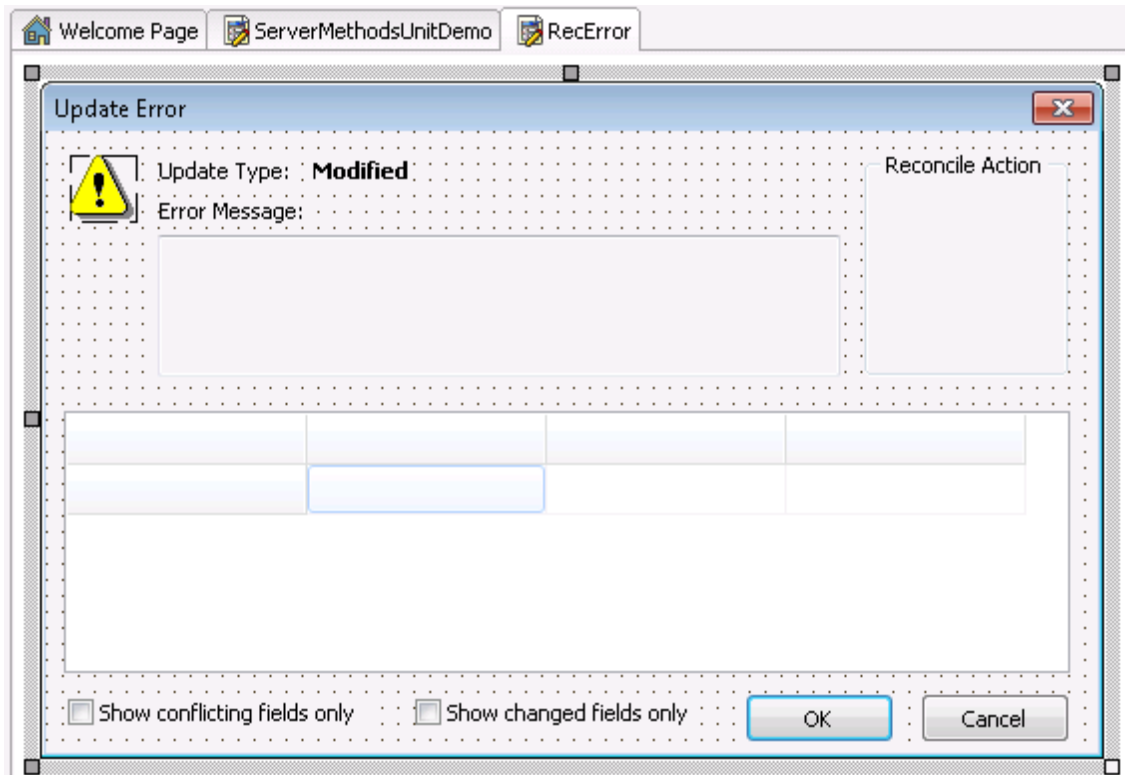 Welcome Page ServerMethodsUnitDemo RecError
Update Error
Update Type: Modified
Reconcile Action
Error Message:
Show conflicting fields only Show changed fields only OK Cancel